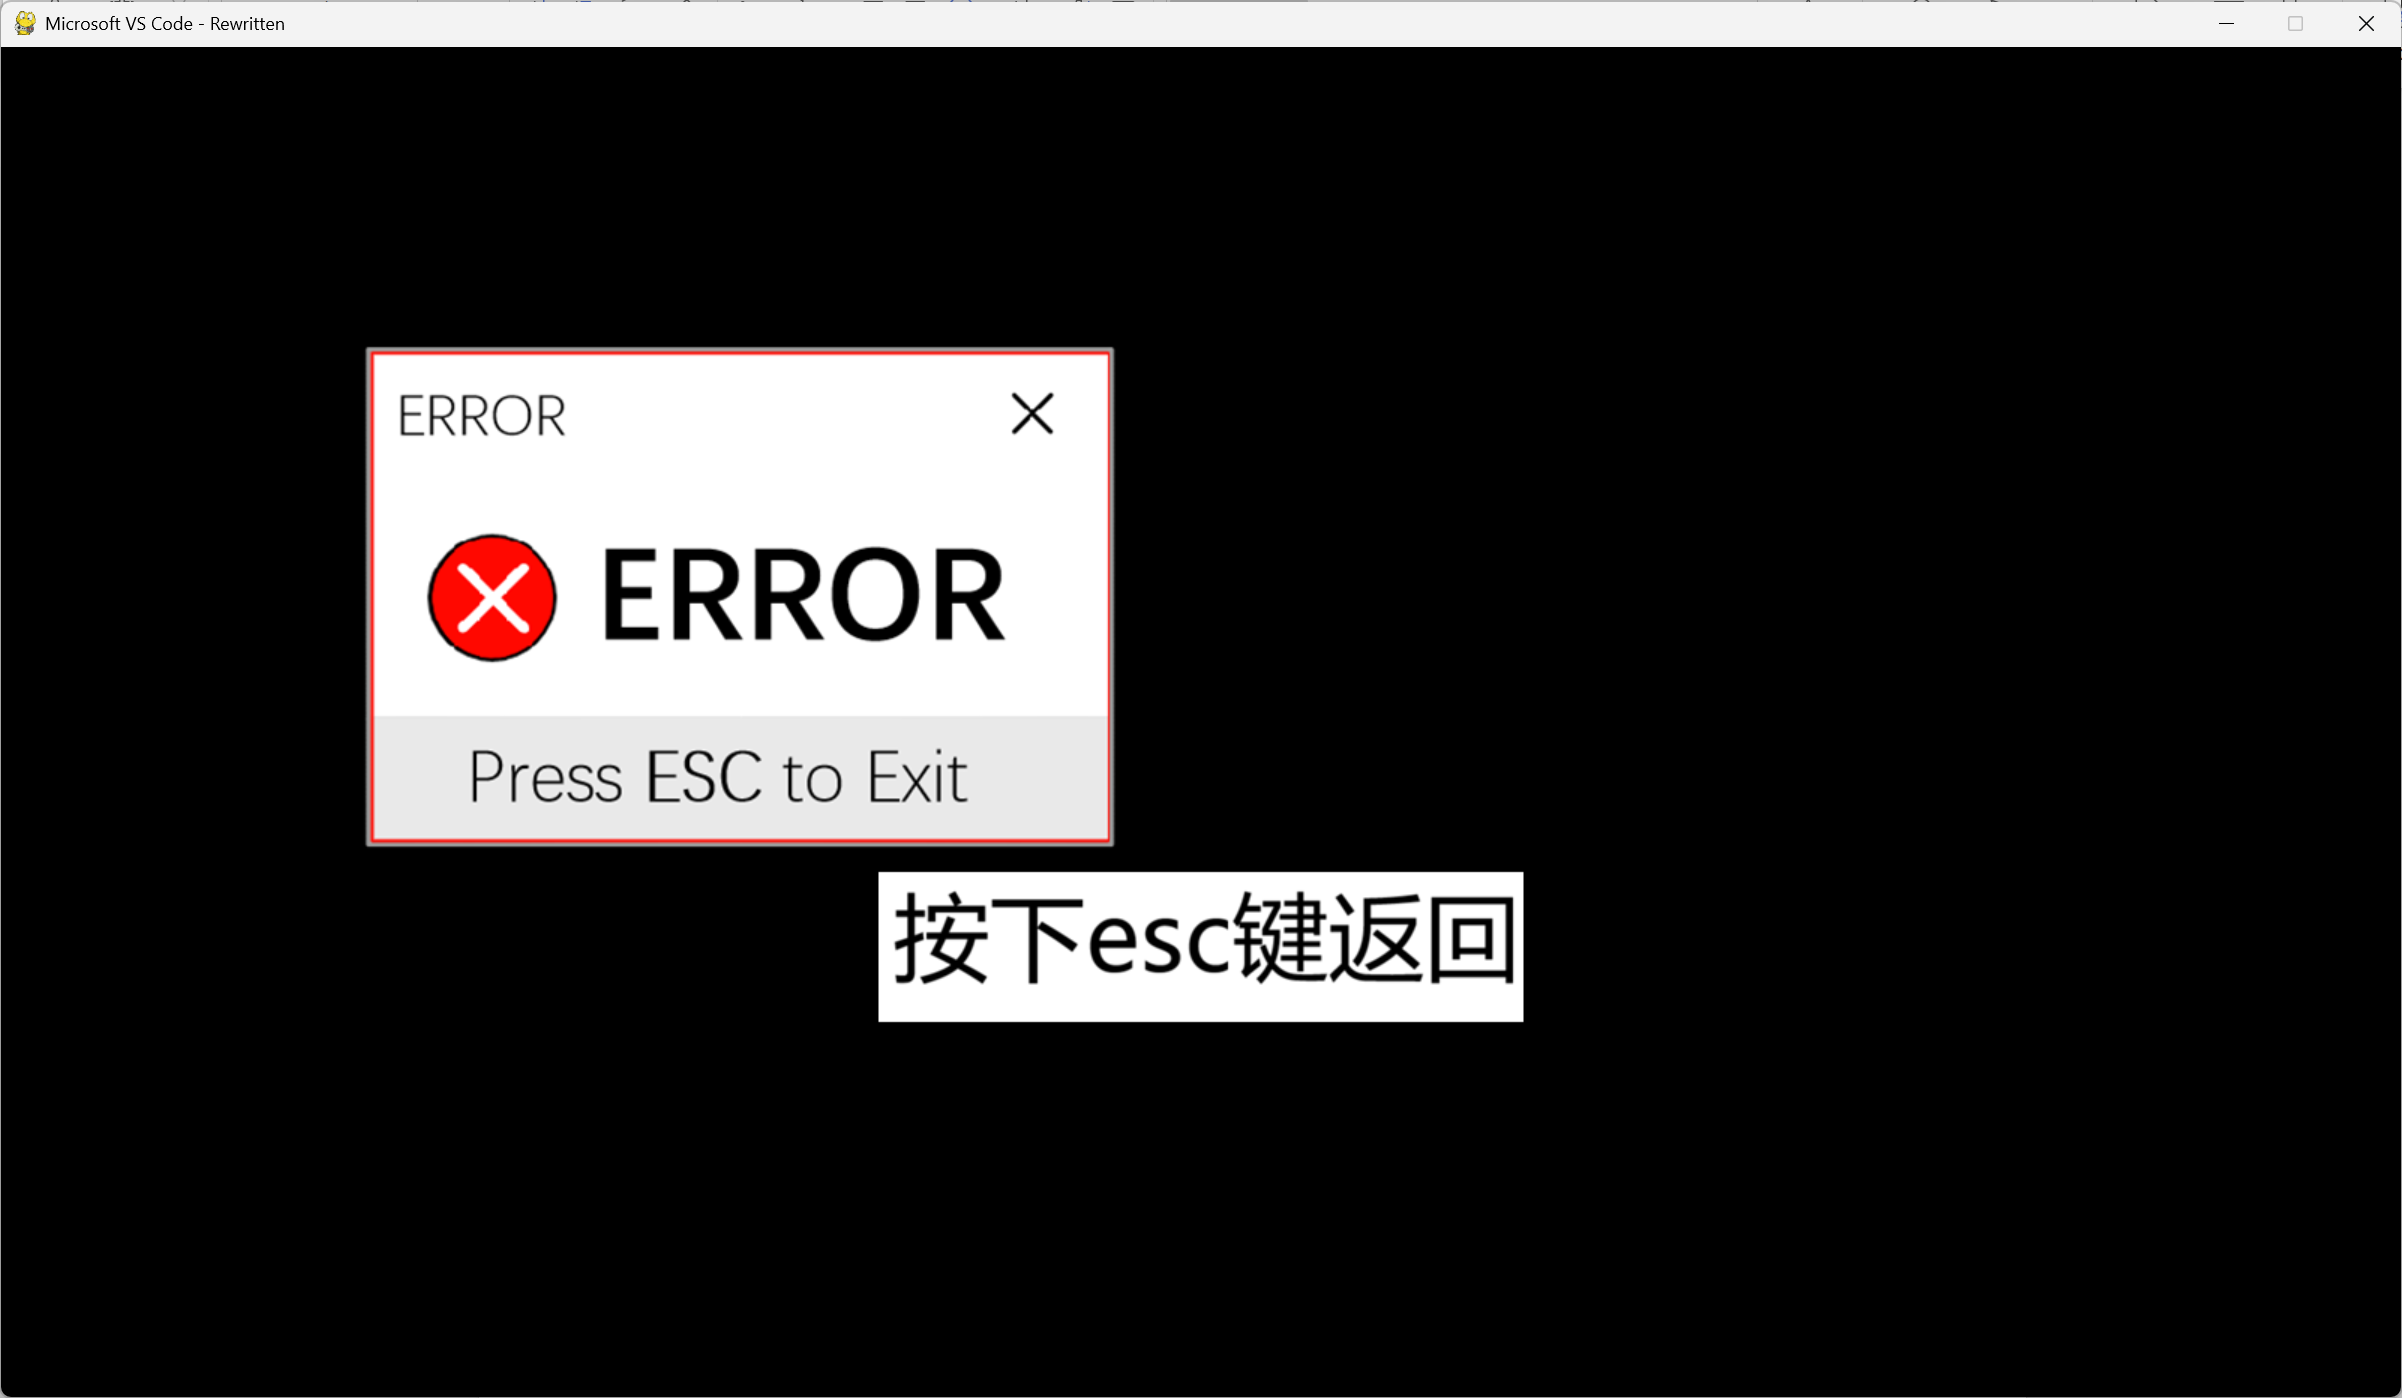 Microsoft VS Code - Rewritten
ERROR
ERROR
Press ESC to Exit
按下esc键返回